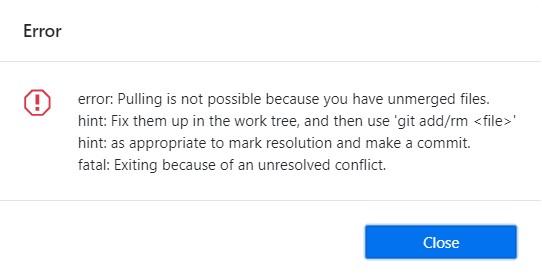 Error
error: Pulling is not possible because you have unmerged files.
hint: Fix them up in the work tree, and then use 'git add/rm <file>'
hint: as appropriate to mark resolution and make a commit.
fatal: Exiting because of an unresolved conflict.
Close